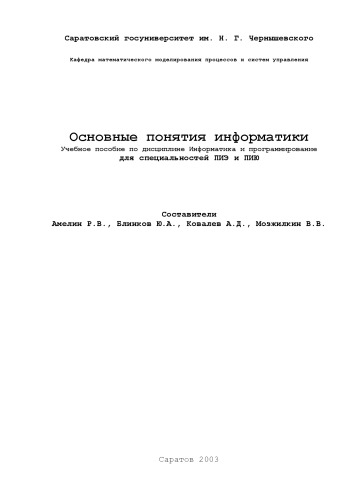 Саратовский госуниверситет им. Н. Г. Чернышевского
Кафедра математического моделирования процессов и систем управления
Основные понятия информатики
Учебное пособие по дисциплине Информатика и программирование
для специальностей ПИЭ и ПИЮ
Составители
Амелин Р.В., Блинков Ю.А., Ковалев А.Д., Мозжилкин В.В.
Саратов 2003